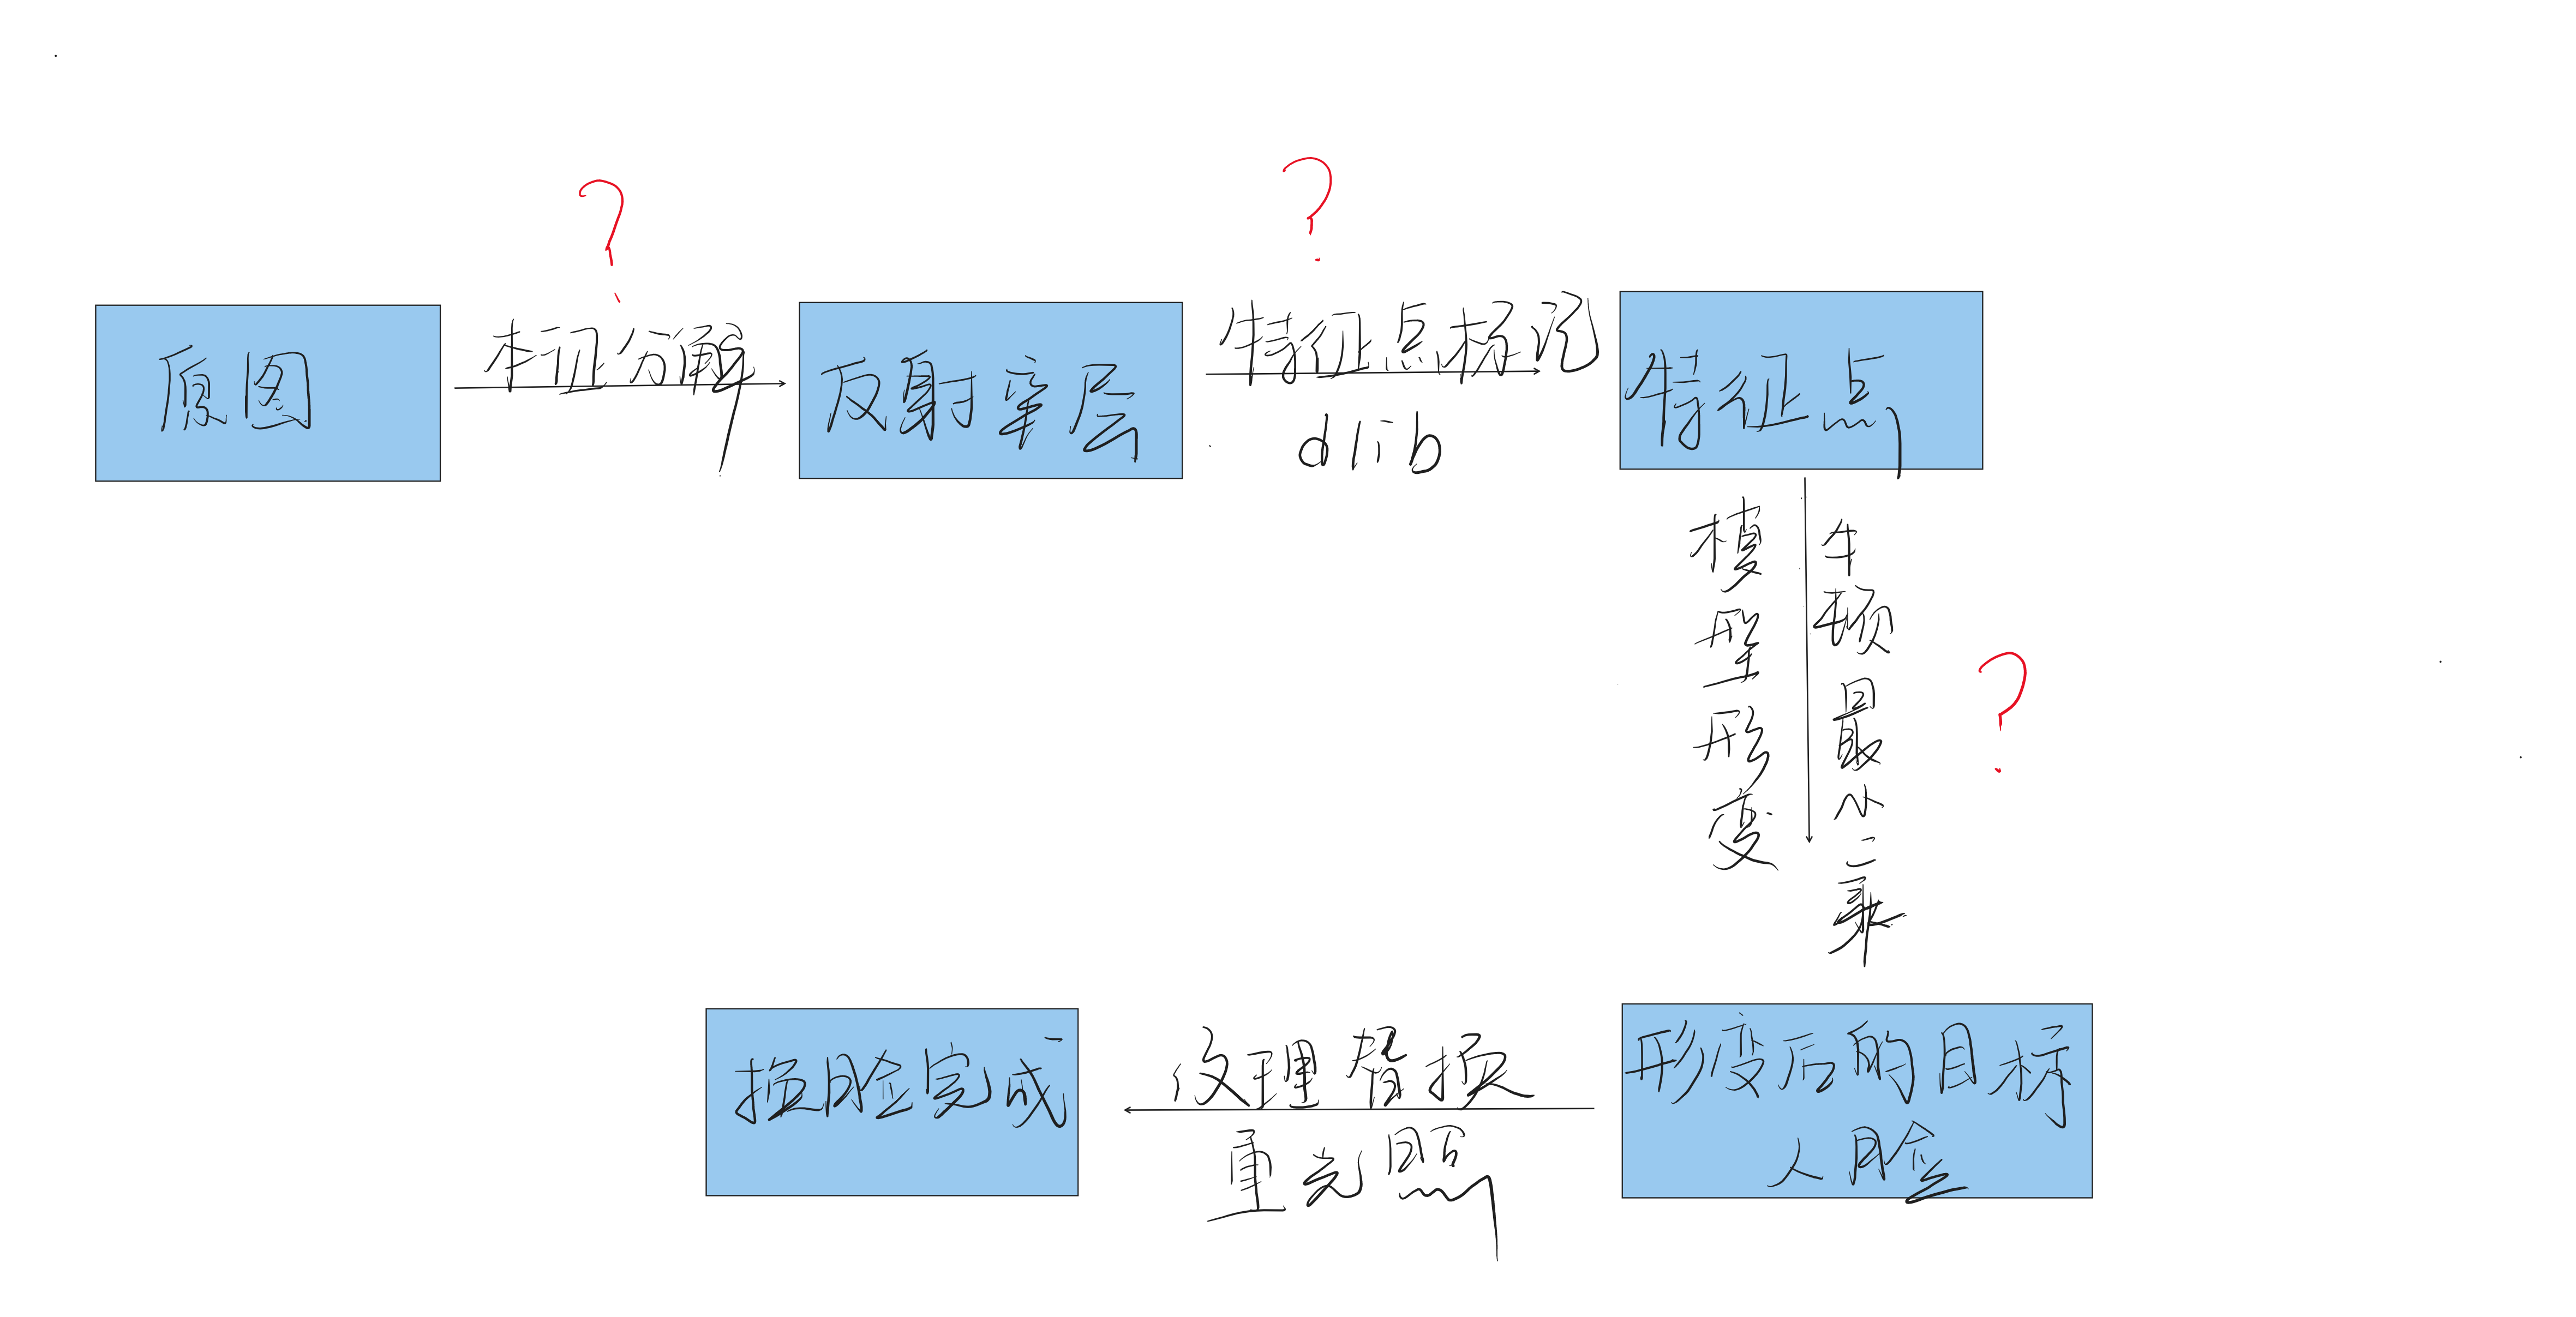 ?
?
原图
本征分解
反射率层
特征点标记
dlib
特征点
模型形变
牛顿最小二乘
?
形变后的目标
人脸
纹理替换
重光照
换脸完成